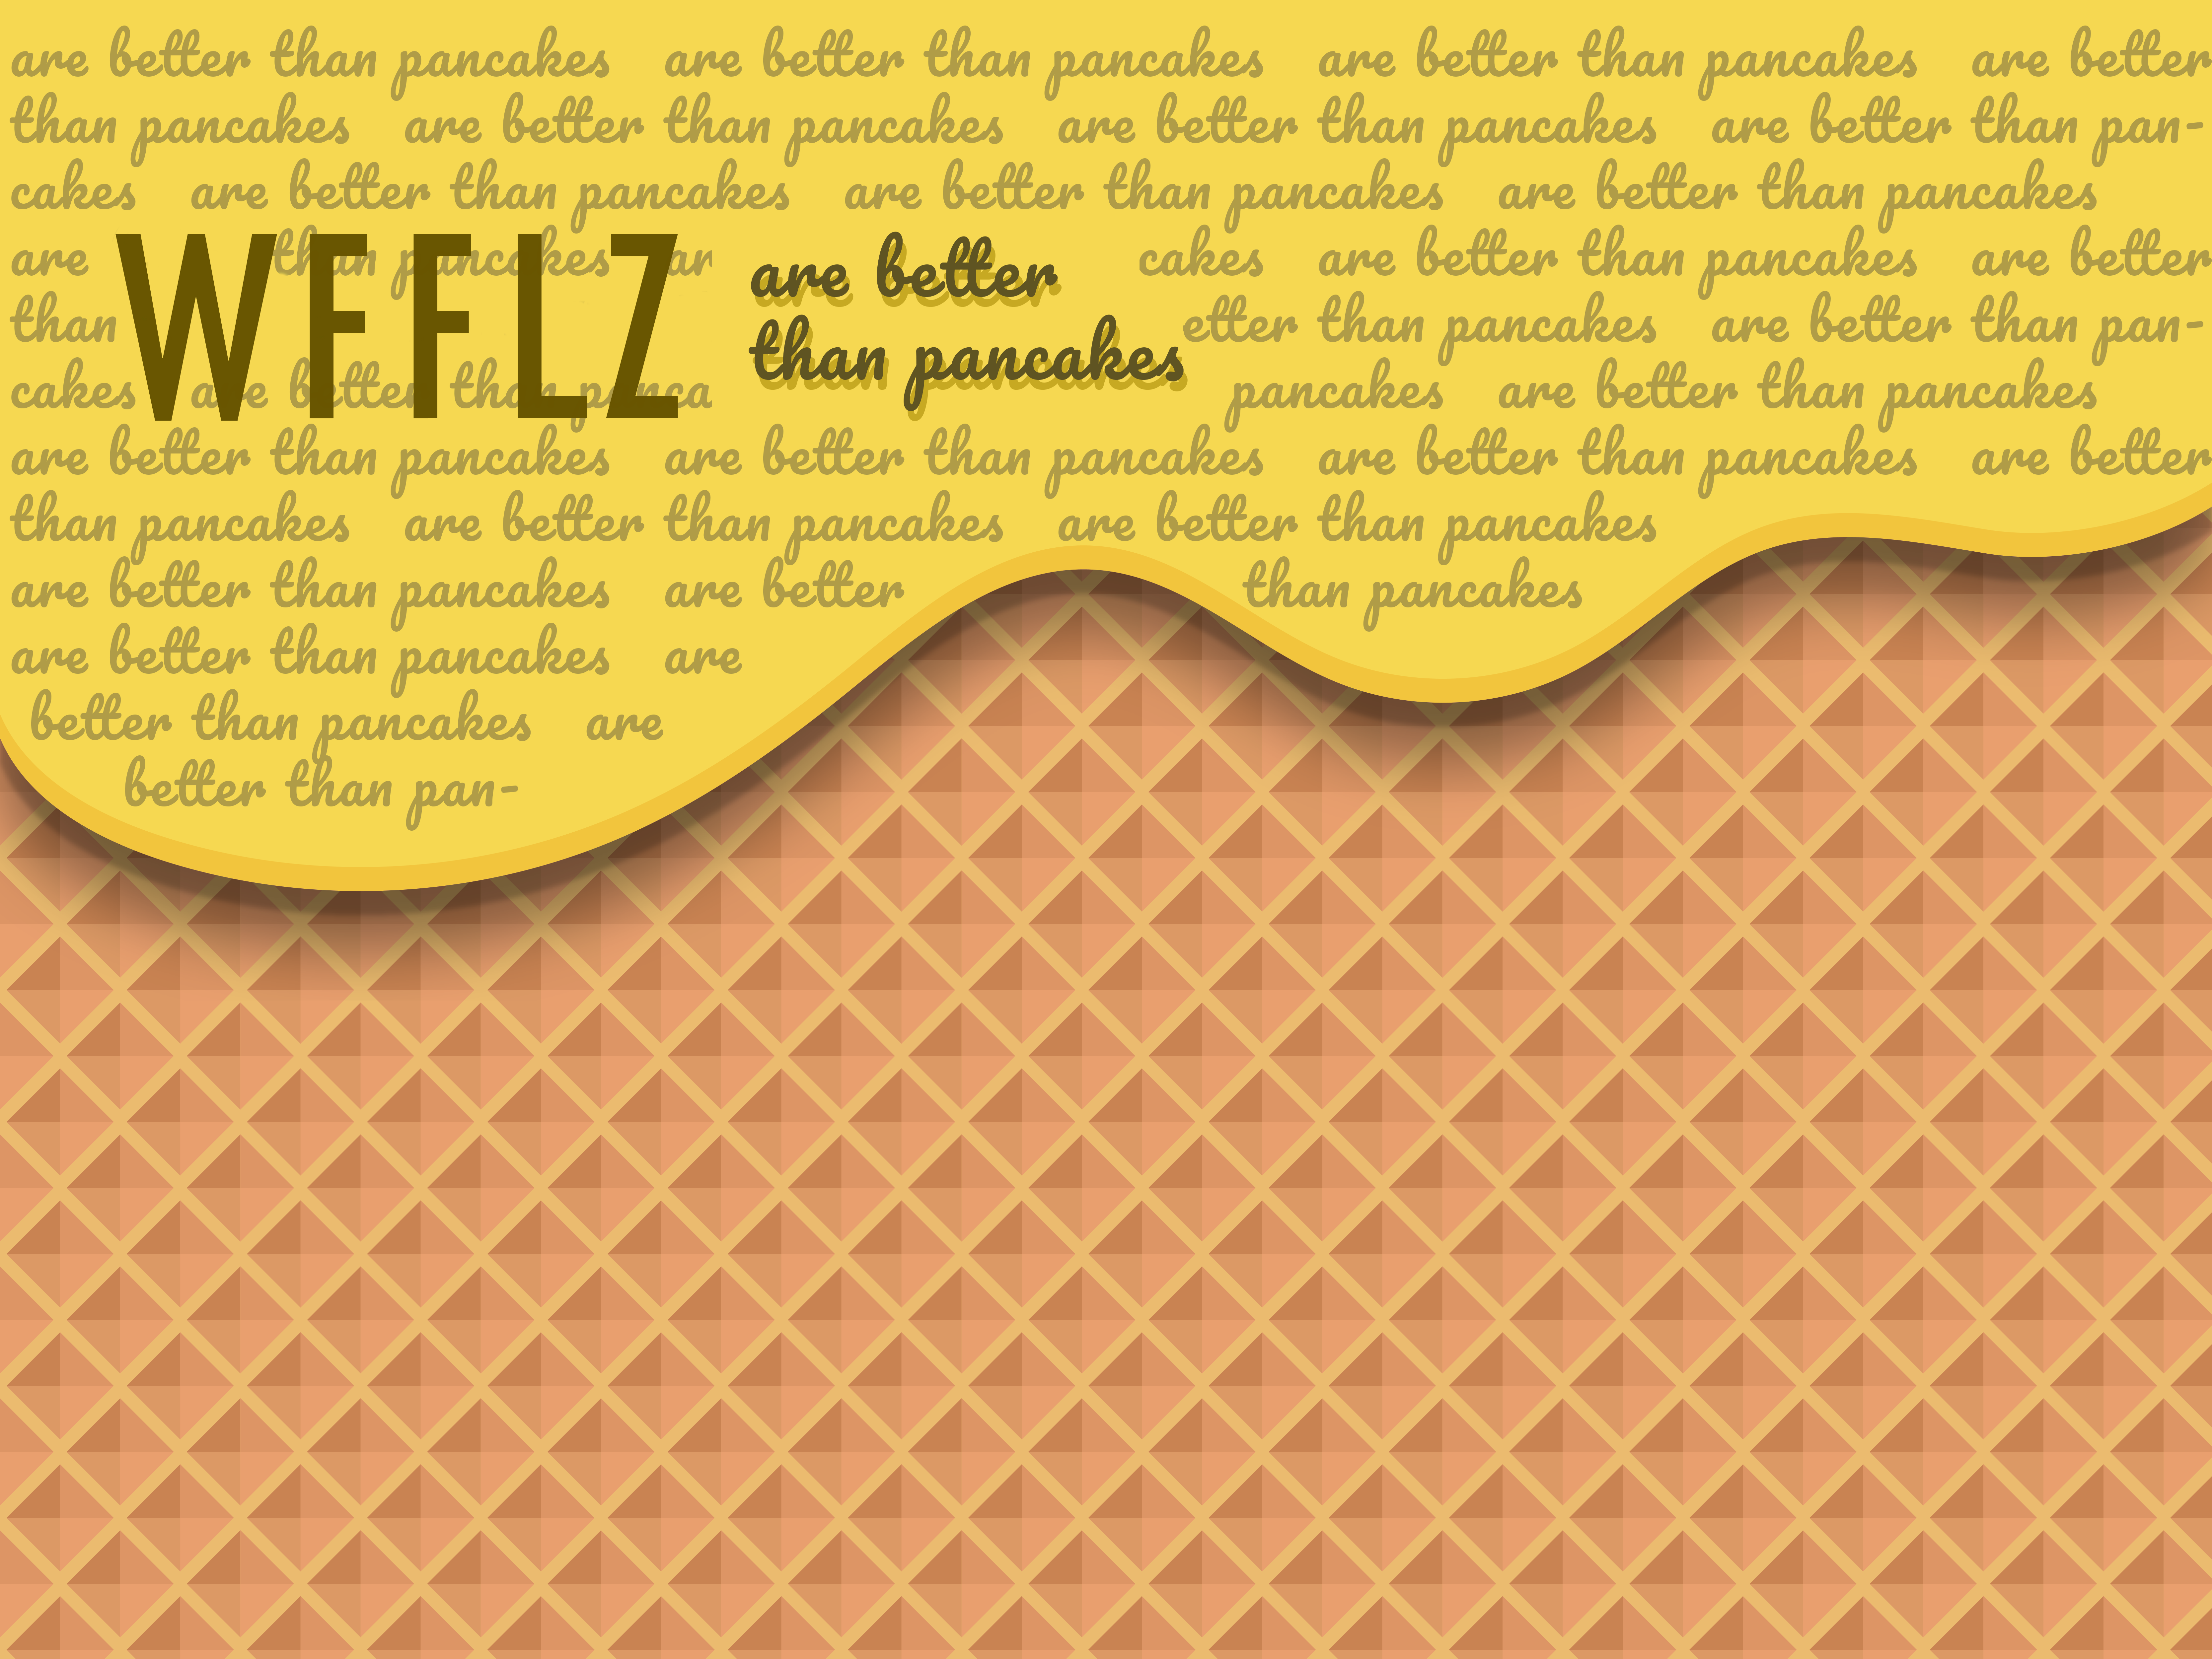 are better than pancakes are better than pancakes are better than pancakes are better
than pancakes are better than pancakes are better than pancakes are better than pan-
cakes are better than pancakes are better than pancakes are better than pancakes
are than pancakes ar cakes are better than pancakes are better
than etter than pancakes are better than pan-
cakes are better than panca pancakes are better than pancakes
WFFLZ
are better
than pancakes
are better than pancakes are better than pancakes are better than pancakes are better
than pancakes are better than pancakes are better than pancakes
are better than pancakes are better than pancakes
are better than pancakes are
better than pancakes are
better than pan-